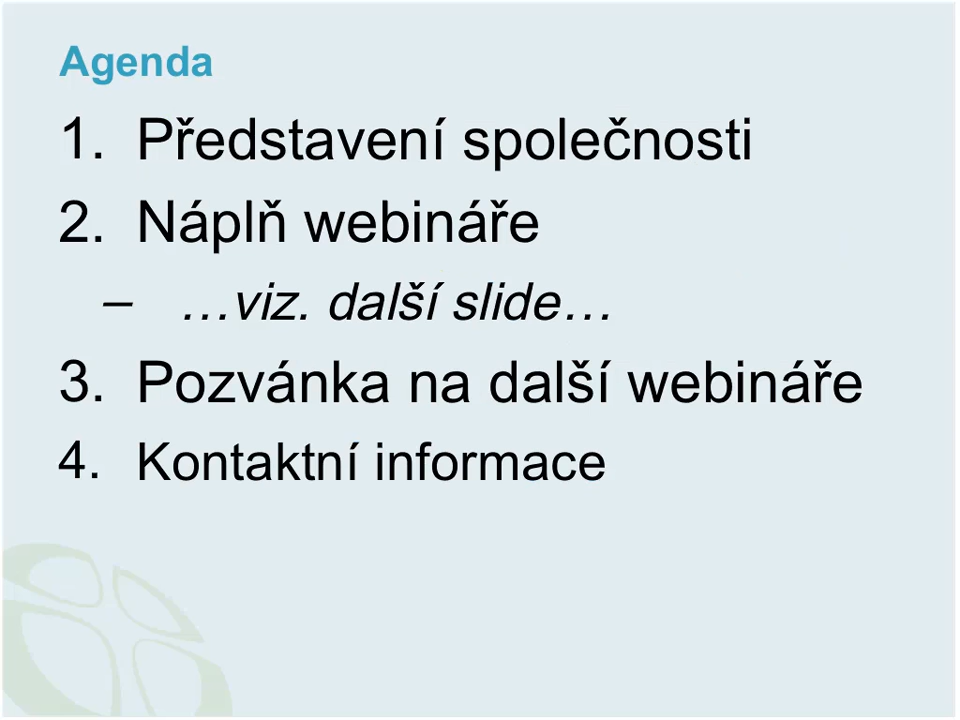 Agenda
1. Představení společnosti
2. Náplň webináře
– …viz. další slide…
3. Pozvánka na další webináře
4. Kontaktní informace